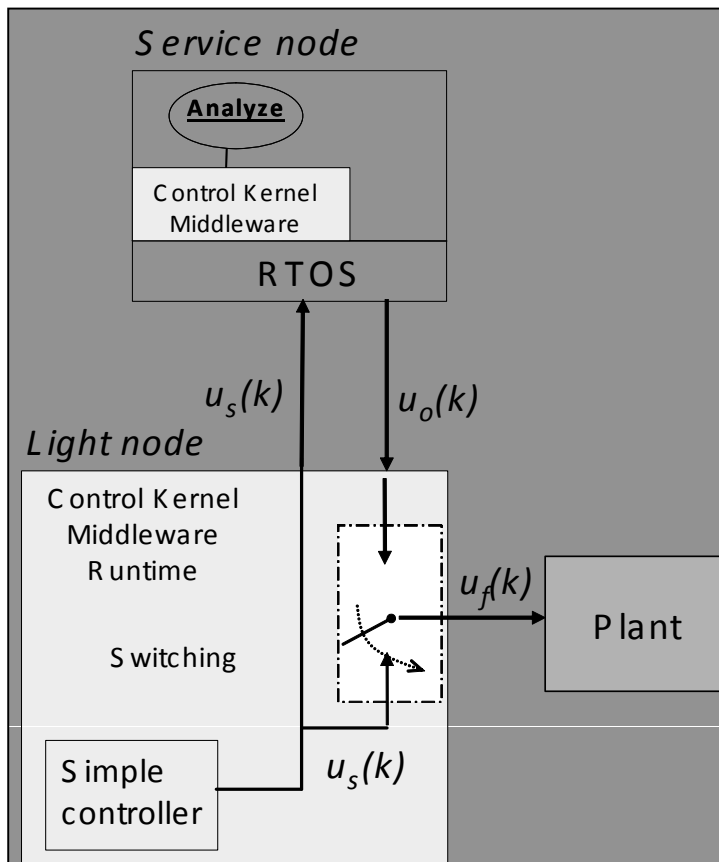 Service node
Analyze
Control Kernel
Middleware
RTOS
u_s(k)
u_o(k)
Light node
Control Kernel
Middleware
Runtime
u_f(k)
Plant
Switching
u_s(k)
Simple
controller